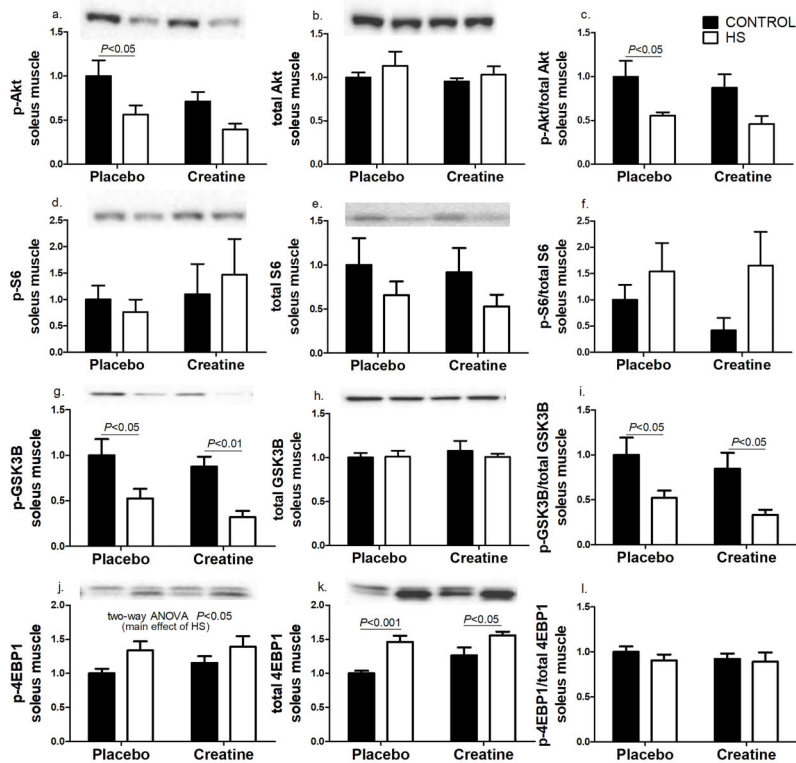 a.
b.
c.
CONTROL
HS
p-Akt
soleus muscle
1.5
1.0
0.5
0.0
P<0.05
Placebo
Creatine
total Akt
soleus muscle
2.0
1.5
1.0
0.5
0.0
Placebo
Creatine
p-Akt/total Akt
soleus muscle
1.5
1.0
0.5
0.0
P<0.05
Placebo
Creatine
d.
e.
f.
p-S6
soleus muscle
2.5
2.0
1.5
1.0
0.5
0.0
Placebo
Creatine
total S6
soleus muscle
1.5
1.0
0.5
0.0
Placebo
Creatine
p-S6/total S6
soleus muscle
2.5
2.0
1.5
1.0
0.5
0.0
Placebo
Creatine
g.
h.
i.
p-GSK3B
soleus muscle
1.5
1.0
0.5
0.0
P<0.05
P<0.01
Placebo
Creatine
total GSK3B
soleus muscle
1.5
1.0
0.5
0.0
Placebo
Creatine
p-GSK3B/total GSK3B
soleus muscle
1.5
1.0
0.5
0.0
P<0.05
P<0.05
Placebo
Creatine
j.
k.
l.
p-4EBP1
soleus muscle
2.0
1.5
1.0
0.5
0.0
two-way ANOVA P<0.05
(main effect of HS)
Placebo
Creatine
total 4EBP1
soleus muscle
2.0
1.5
1.0
0.5
0.0
P<0.001
P<0.05
Placebo
Creatine
p-4EBP1/total 4EBP1
soleus muscle
1.5
1.0
0.5
0.0
Placebo
Creatine